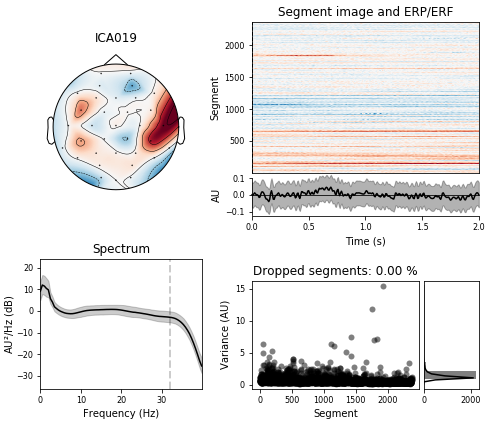 ICA019
Segment image and ERP/ERF
Segment
2000
1500
1000
500
AU
0.1
0.0
−0.1
0.0 0.5 1.0 1.5 2.0
Time (s)
Spectrum
AU²/Hz (dB)
20
10
0
−10
−20
−30
0 10 20 30
Frequency (Hz)
Dropped segments: 0.00 %
Variance (AU)
15
10
5
0
0 500 1000 1500 2000
Segment
0 2000